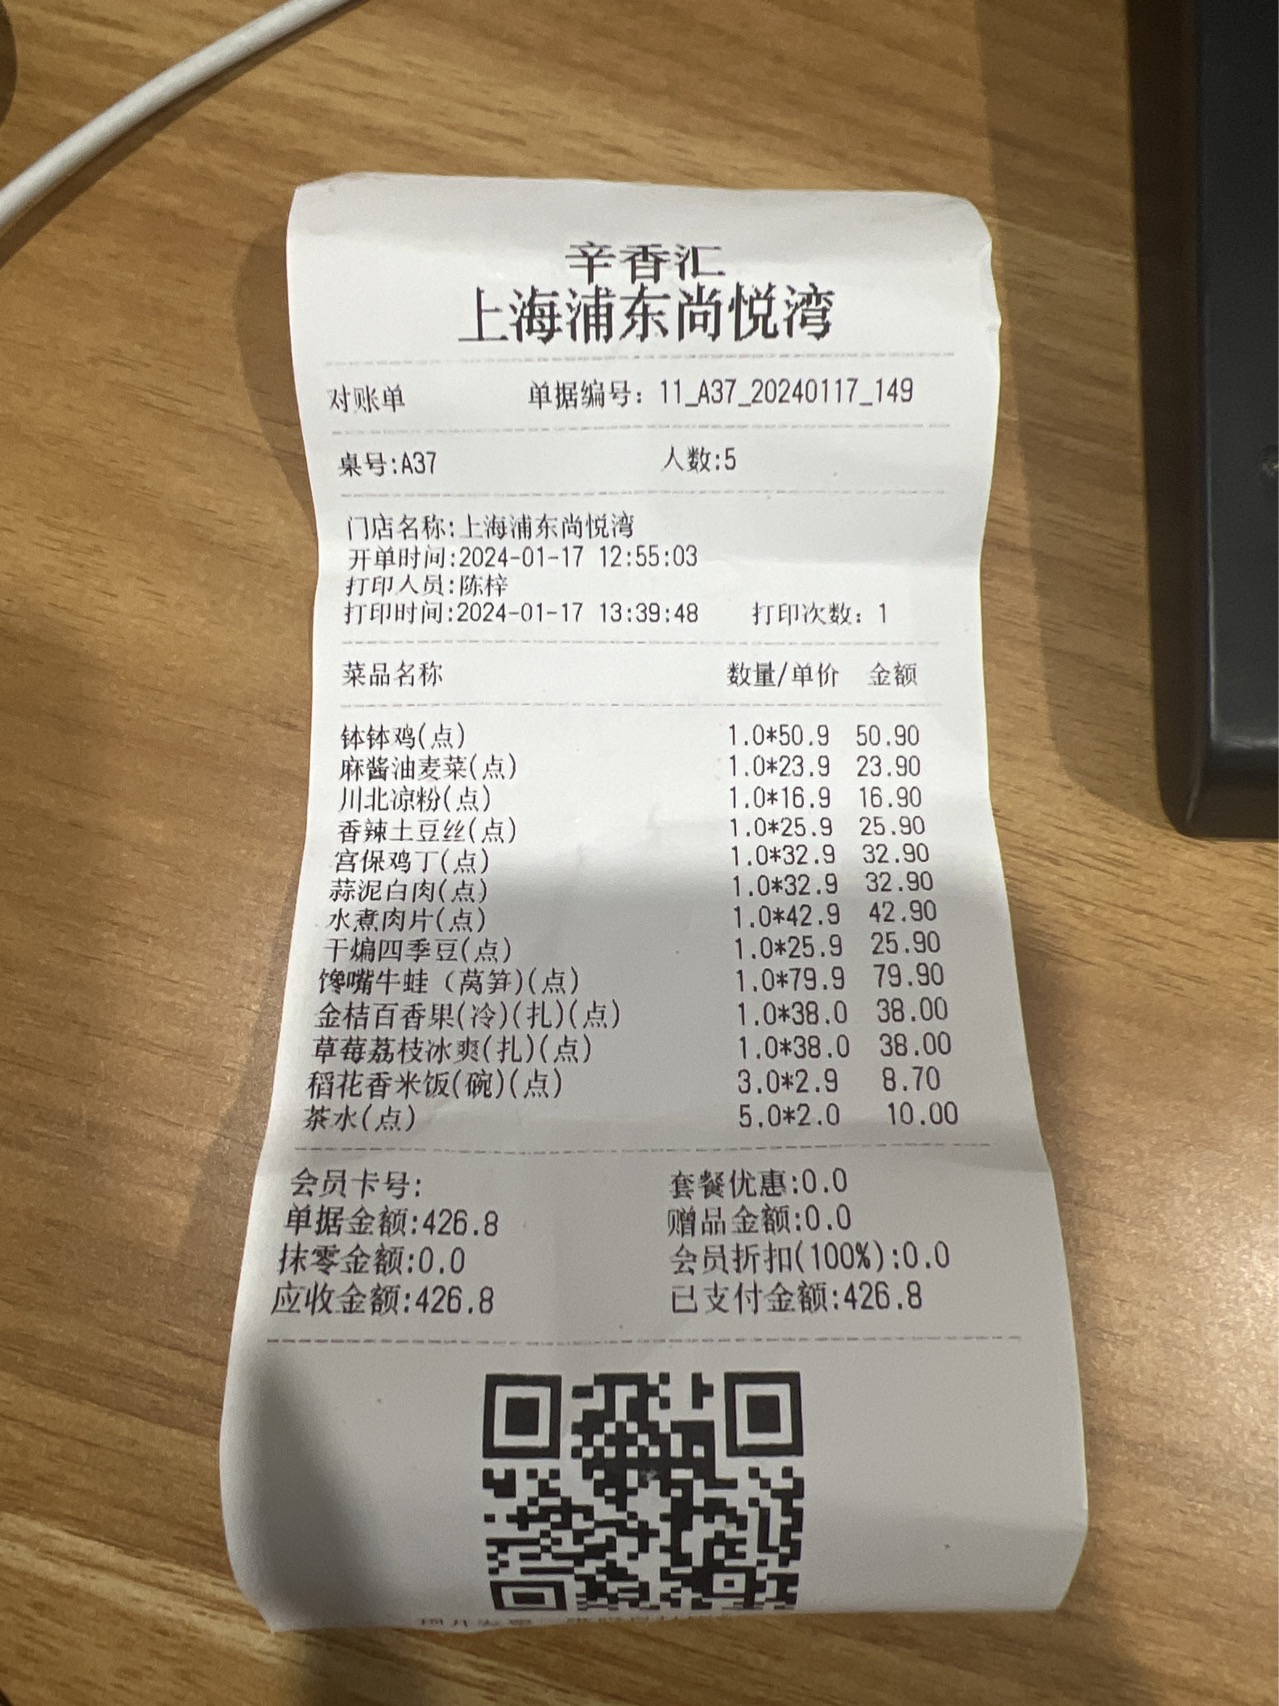 辛香汇
上海浦东尚悦湾
对账单 单据编号：11_A37_20240117_149
桌号:A37 人数:5
门店名称:上海浦东尚悦湾
开单时间:2024-01-17 12:55:03
打印人员:陈梓
打印时间:2024-01-17 13:39:48 打印次数：1
菜品名称 数量/单价 金额
钵钵鸡(点) 1.0*50.9 50.90
麻酱油麦菜(点) 1.0*23.9 23.90
川北凉粉(点) 1.0*16.9 16.90
香辣土豆丝(点) 1.0*25.9 25.90
宫保鸡丁(点) 1.0*32.9 32.90
蒜泥白肉(点) 1.0*32.9 32.90
水煮肉片(点) 1.0*42.9 42.90
干煸四季豆(点) 1.0*25.9 25.90
馋嘴牛蛙（莴笋)(点) 1.0*79.9 79.90
金桔百香果(冷)(扎)(点) 1.0*38.0 38.00
草莓荔枝冰爽(扎)(点) 1.0*38.0 38.00
稻花香米饭(碗)(点) 3.0*2.9 8.70
茶水(点) 5.0*2.0 10.00
会员卡号: 套餐优惠:0.0
单据金额:426.8 赠品金额:0.0
抹零金额:0.0 会员折扣(100%):0.0
应收金额:426.8 已支付金额:426.8